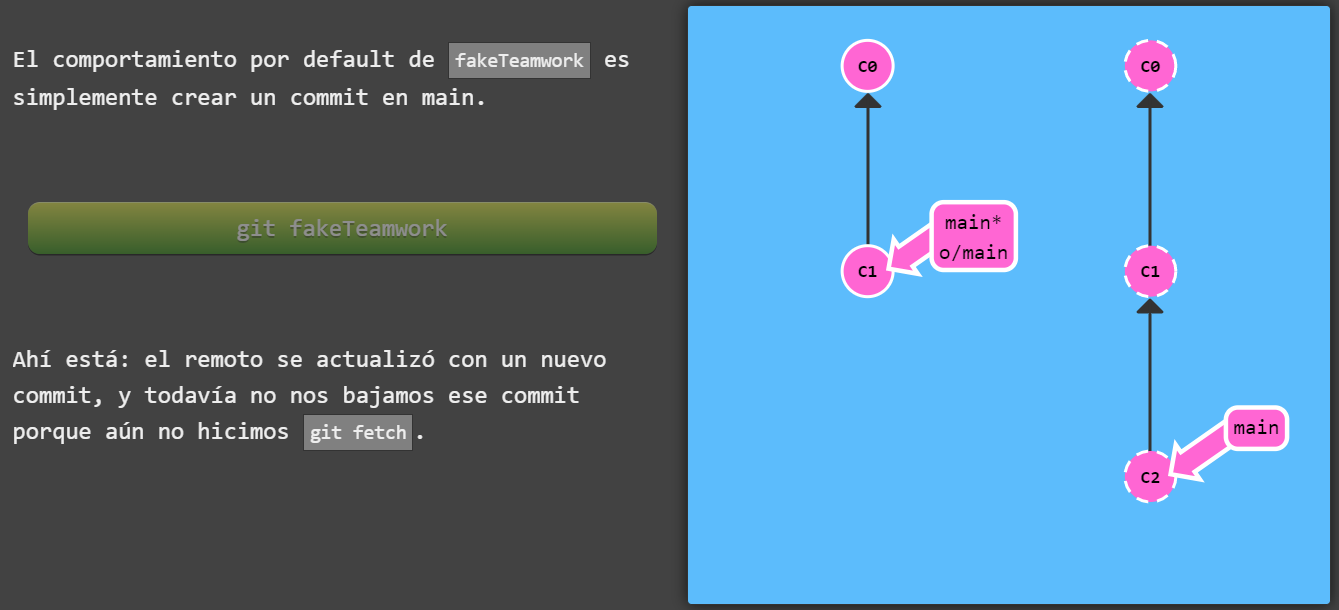 El comportamiento por default de fakeTeamwork es
simplemente crear un commit en main.
git fakeTeamwork
Ahí está: el remoto se actualizó con un nuevo
commit, y todavía no nos bajamos ese commit
porque aún no hicimos git fetch.
C0
C0
main*
o/main
C1
C1
main
C2